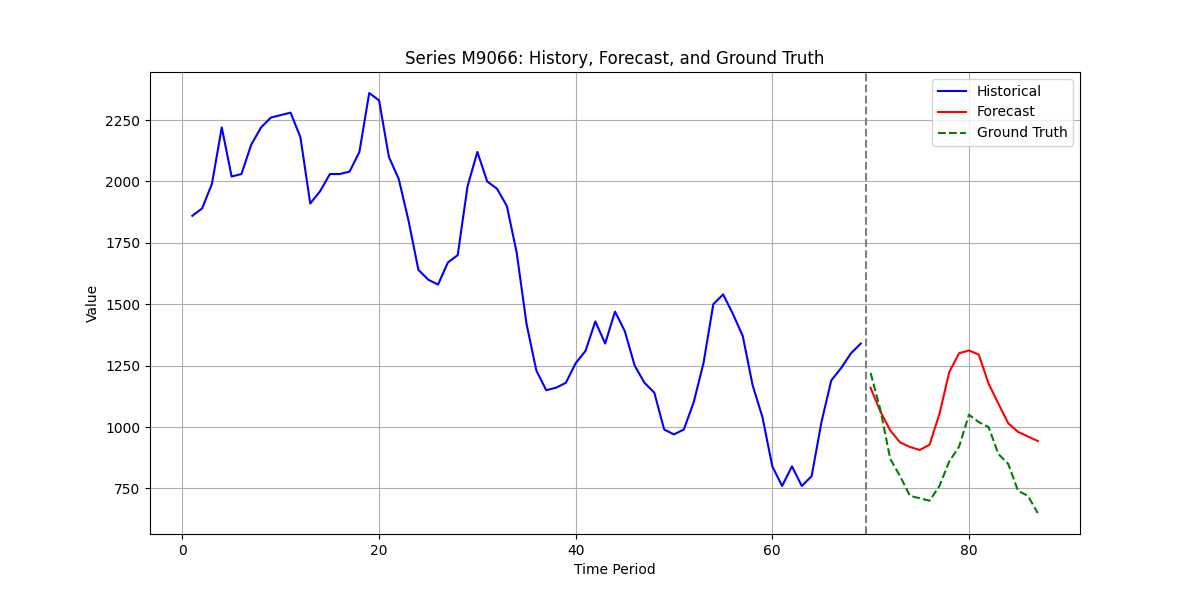 Series M9066: History, Forecast, and Ground Truth
Historical
Forecast
Ground Truth
Value
2250
2000
1750
1500
1250
1000
750
0 20 40 60 80
Time Period